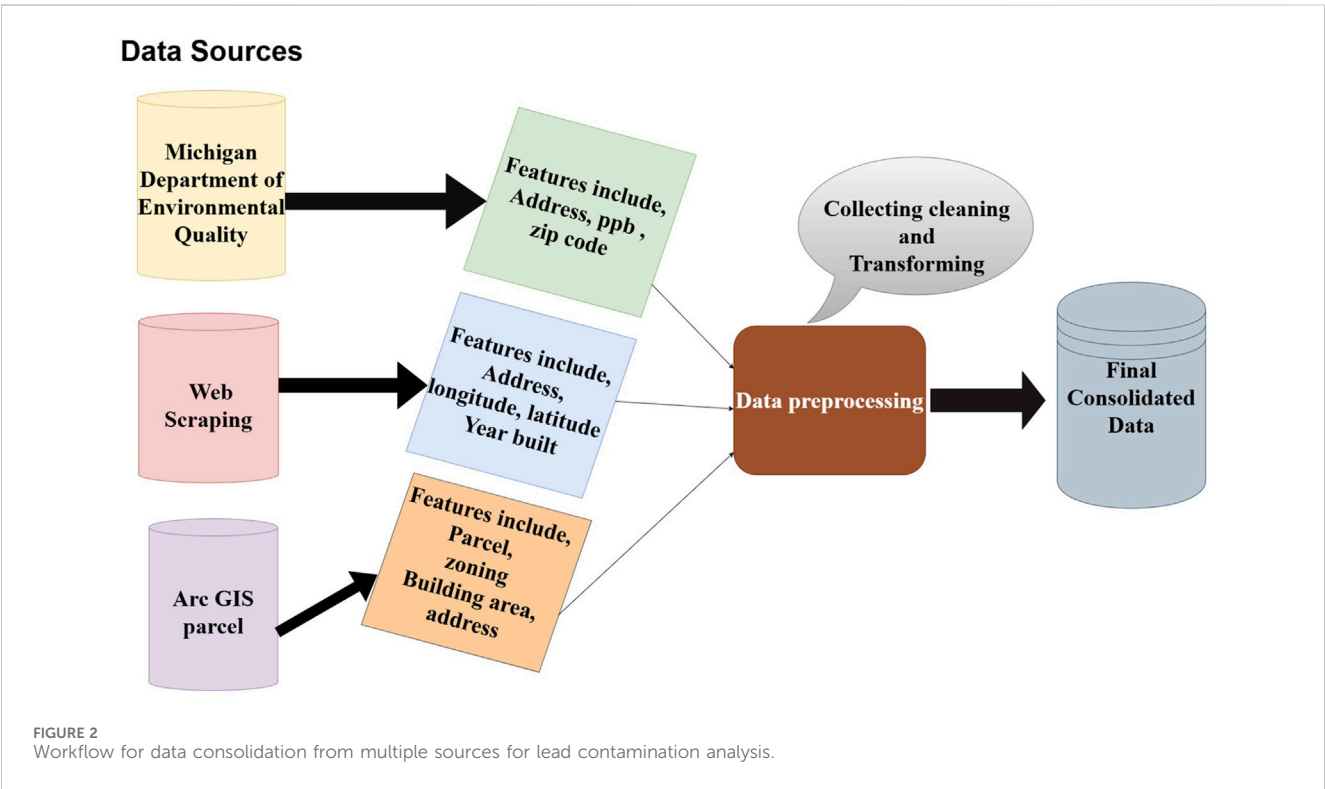 Data Sources
Michigan
Department of
Environmental
Quality
Features include,
Address, ppb ,
zip code
Collecting cleaning
and
Transforming
Web
Scraping
Features include,
Address,
longitude, latitude
Year built
Data preprocessing
Final
Consolidated
Data
Arc GIS
parcel
Features include,
Parcel,
zoning
Building area,
address
FIGURE 2
Workflow for data consolidation from multiple sources for lead contamination analysis.